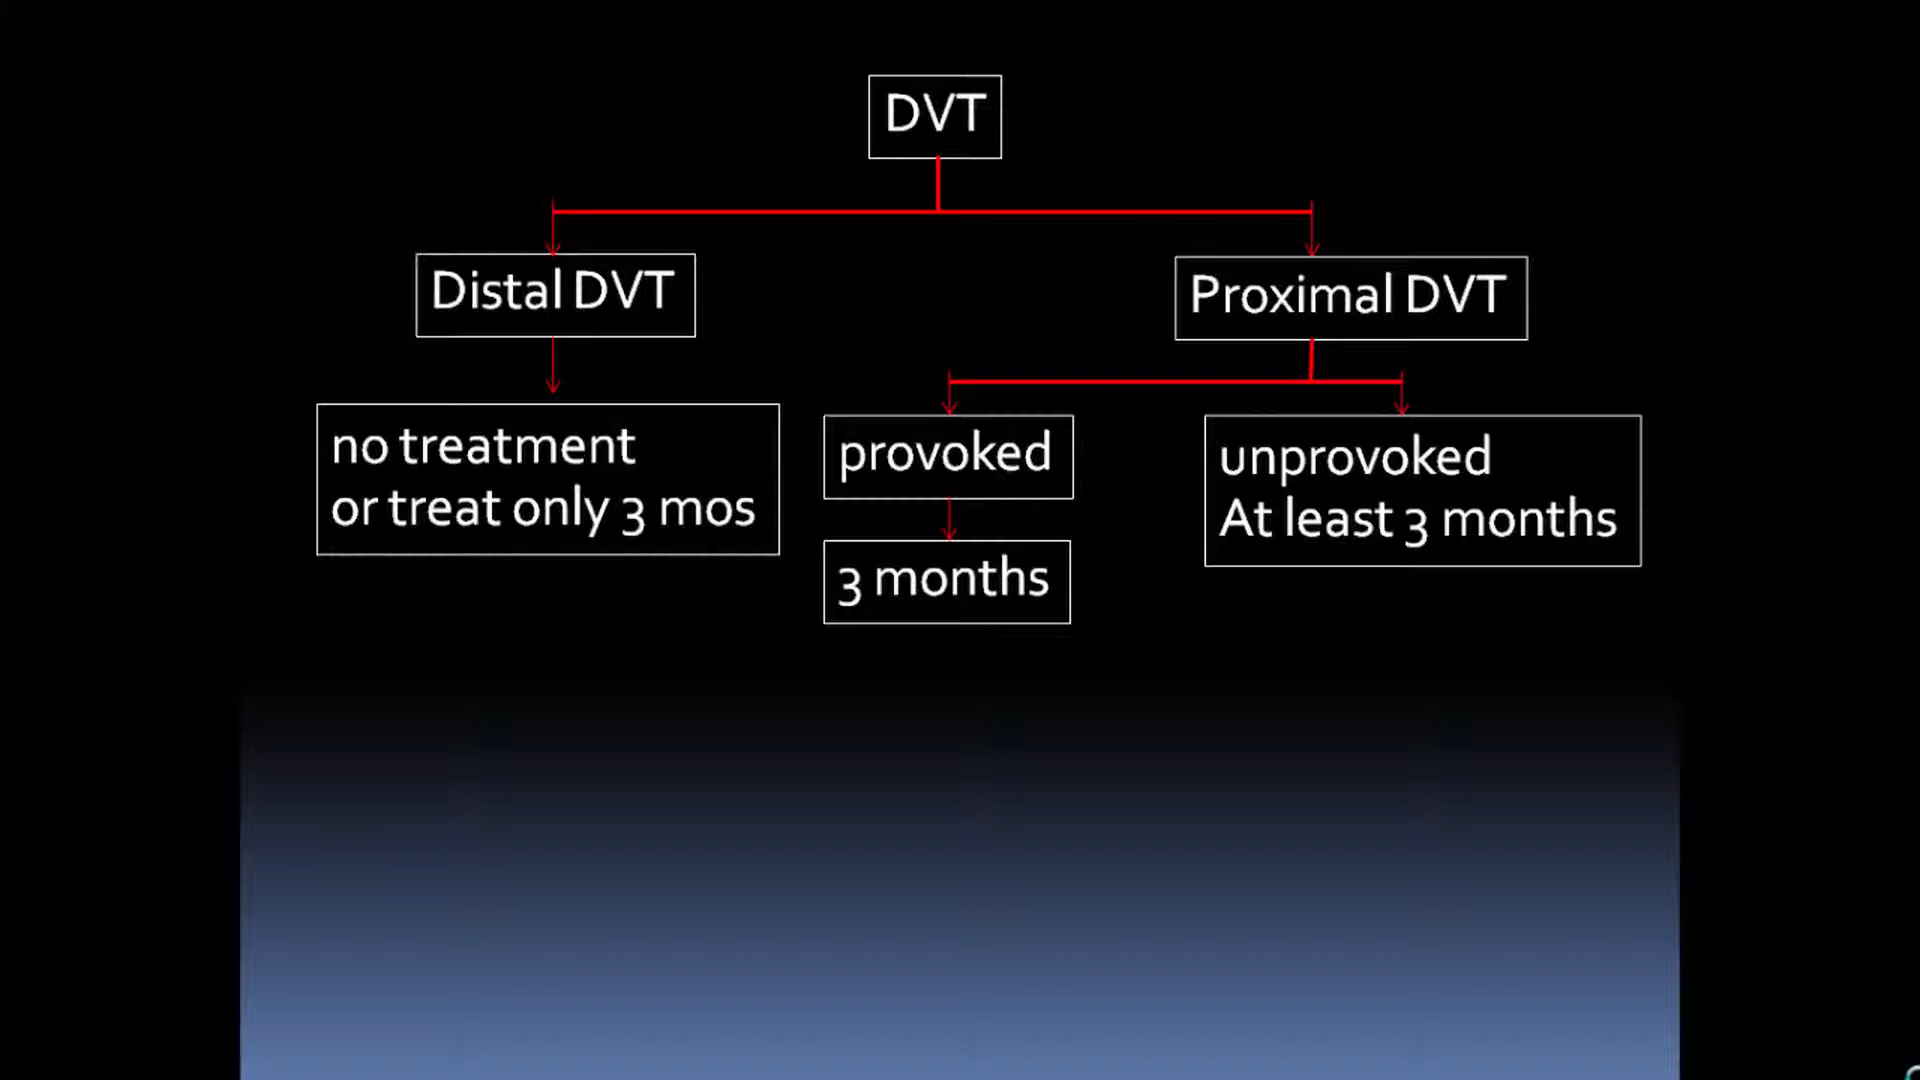 DVT
Distal DVT
Proximal DVT
no treatment
or treat only 3 mos
provoked
3 months
unprovoked
At least 3 months